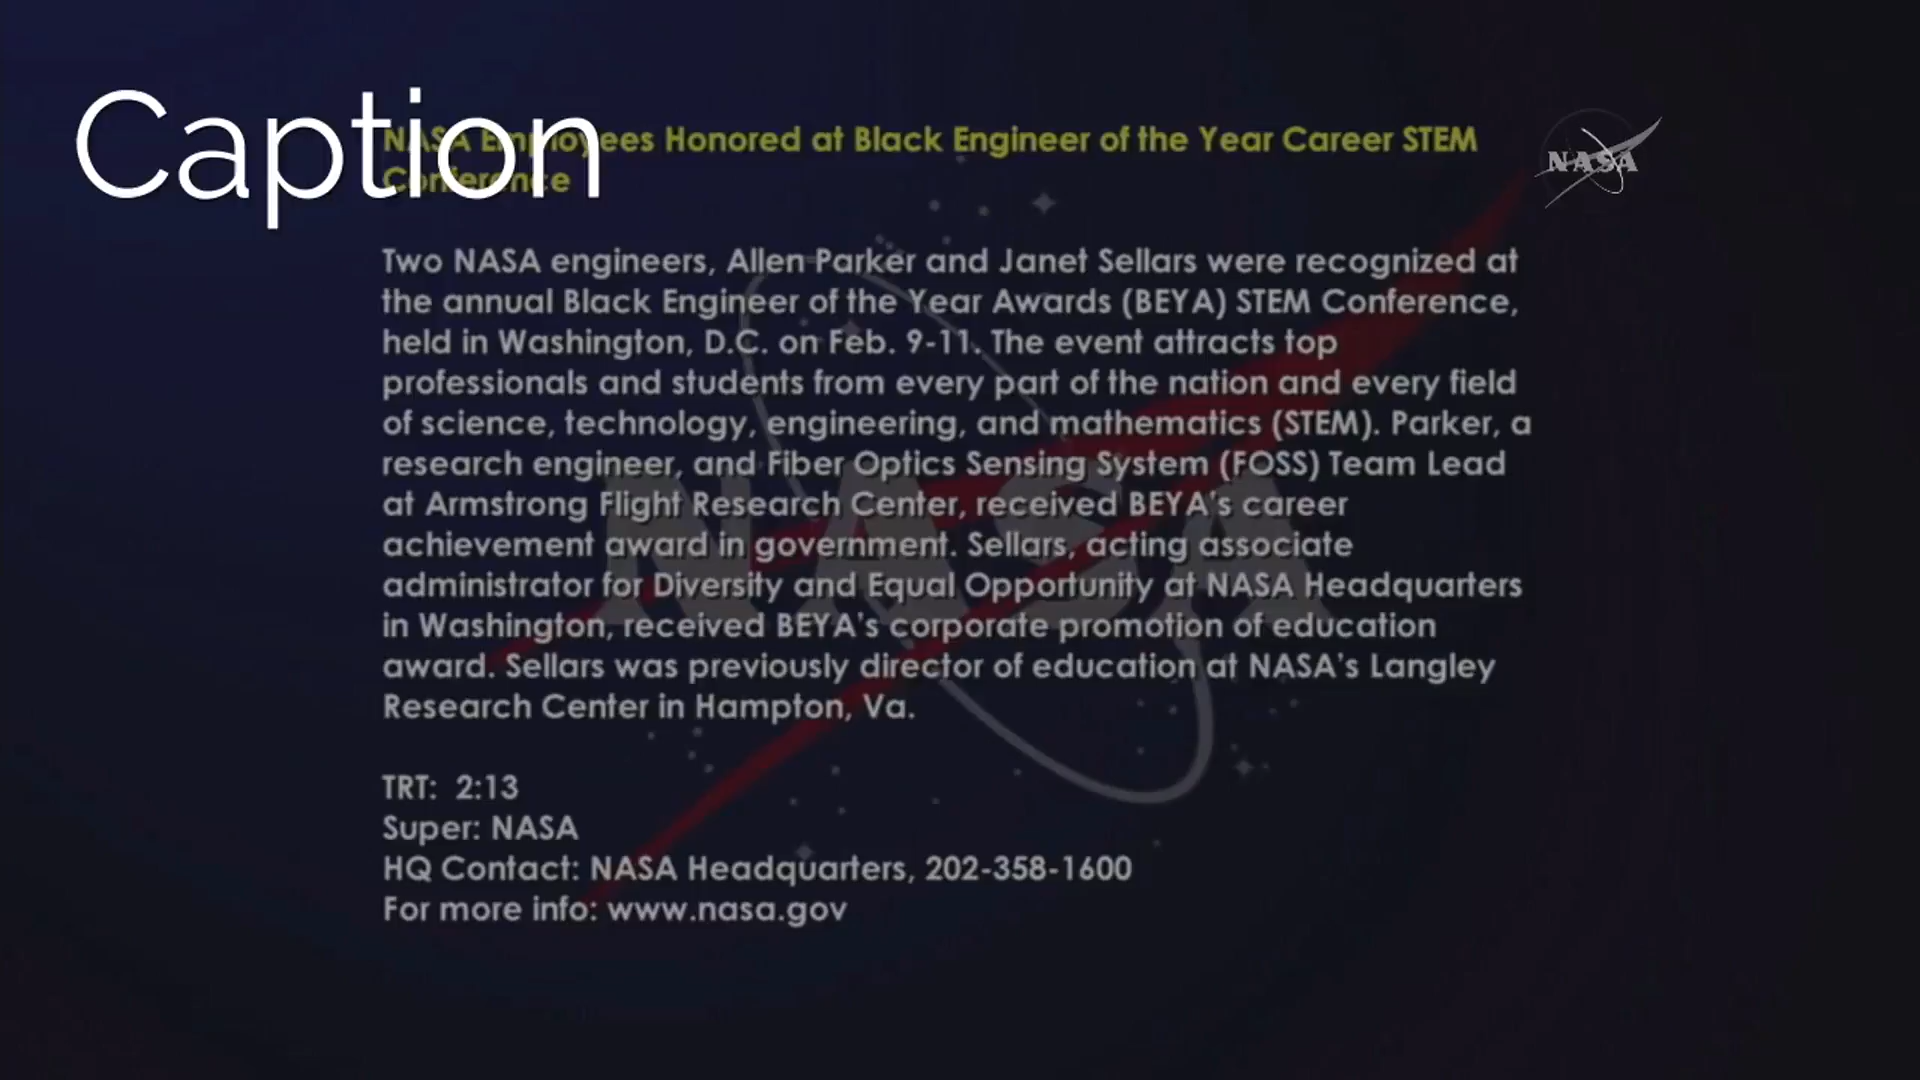 Caption
NASA Employees Honored at Black Engineer of the Year Career STEM
Conference
NASA
Two NASA engineers, Allen Parker and Janet Sellars were recognized at
the annual Black Engineer of the Year Awards (BEYA) STEM Conference,
held in Washington, D.C. on Feb. 9-11. The event attracts top
professionals and students from every part of the nation and every field
of science, technology, engineering, and mathematics (STEM). Parker, a
research engineer, and Fiber Optics Sensing System (FOSS) Team Lead
at Armstrong Flight Research Center, received BEYA's career
achievement award in government. Sellars, acting associate
administrator for Diversity and Equal Opportunity at NASA Headquarters
in Washington, received BEYA's corporate promotion of education
award. Sellars was previously director of education at NASA's Langley
Research Center in Hampton, Va.
NASA
TRT: 2:13
Super: NASA
HQ Contact: NASA Headquarters, 202-358-1600
For more info: www.nasa.gov